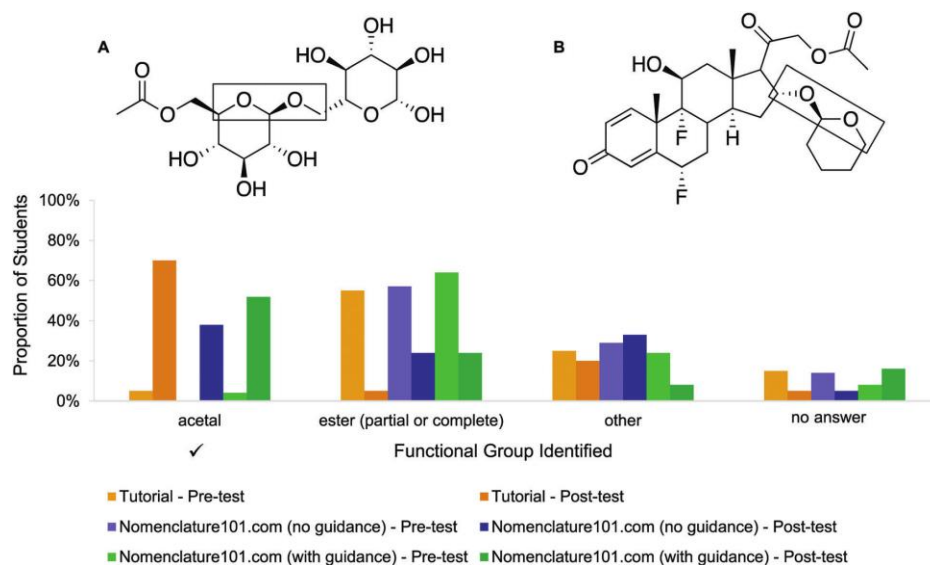 A
B
OH
HO
OH
O
O
O
O
O
OH
HO
OH
OH
O
O
O
HO
F
H
O
O
O
F
100%
80%
60%
40%
20%
0%
Proportion of Students
acetal
ester (partial or complete)
other
no answer
✓
Functional Group Identified
Tutorial - Pre-test
Tutorial - Post-test
Nomenclature101.com (no guidance) - Pre-test
Nomenclature101.com (no guidance) - Post-test
Nomenclature101.com (with guidance) - Pre-test
Nomenclature101.com (with guidance) - Post-test